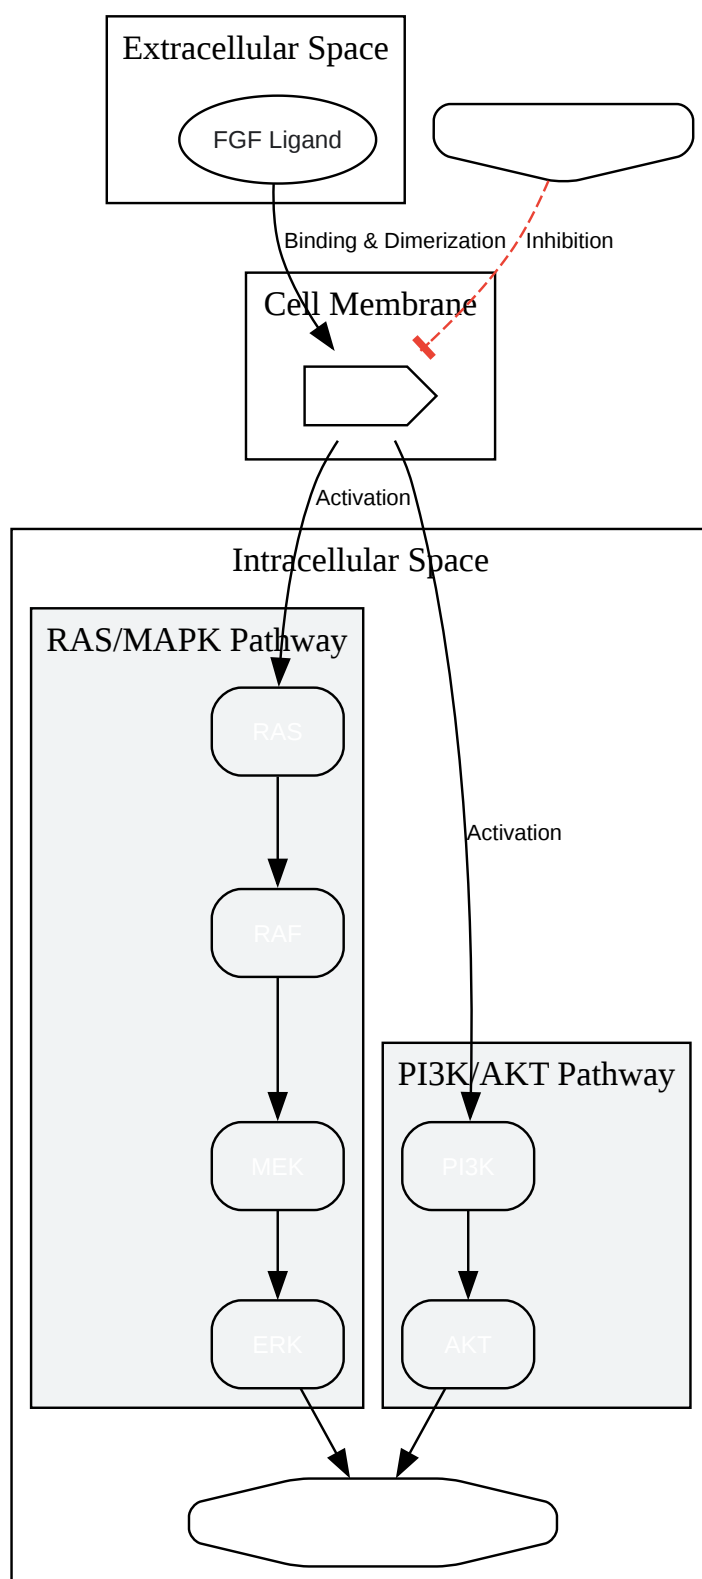 Extracellular Space
FGF Ligand
Binding & Dimerization
Inhibition
Cell Membrane
Activation
Intracellular Space
RAS/MAPK Pathway
RAS
Activation
RAF
PI3K/AKT Pathway
MEK
PI3K
ERK
AKT